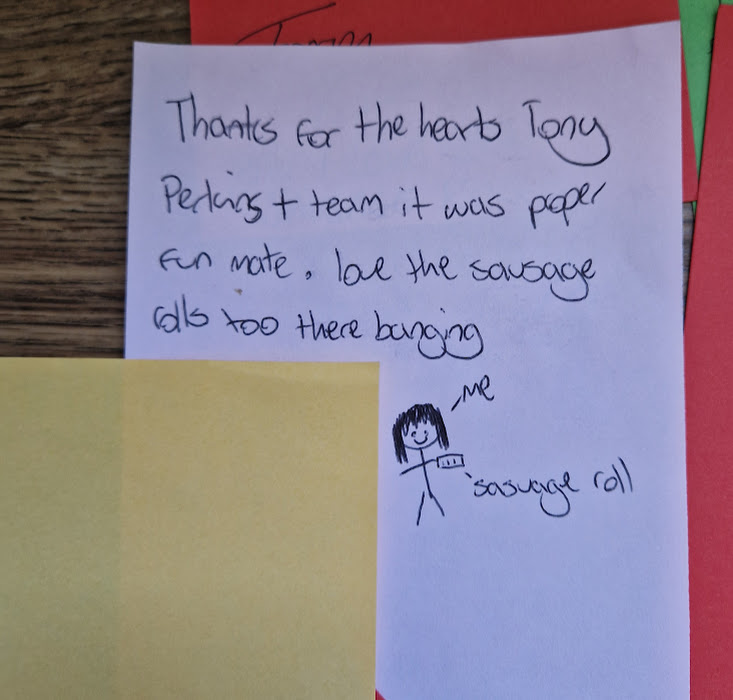 Thanks for the hearts Tony
Perkins + team it was proper
fun mate. love the sausage
rolls too there banging
me
sasuage roll